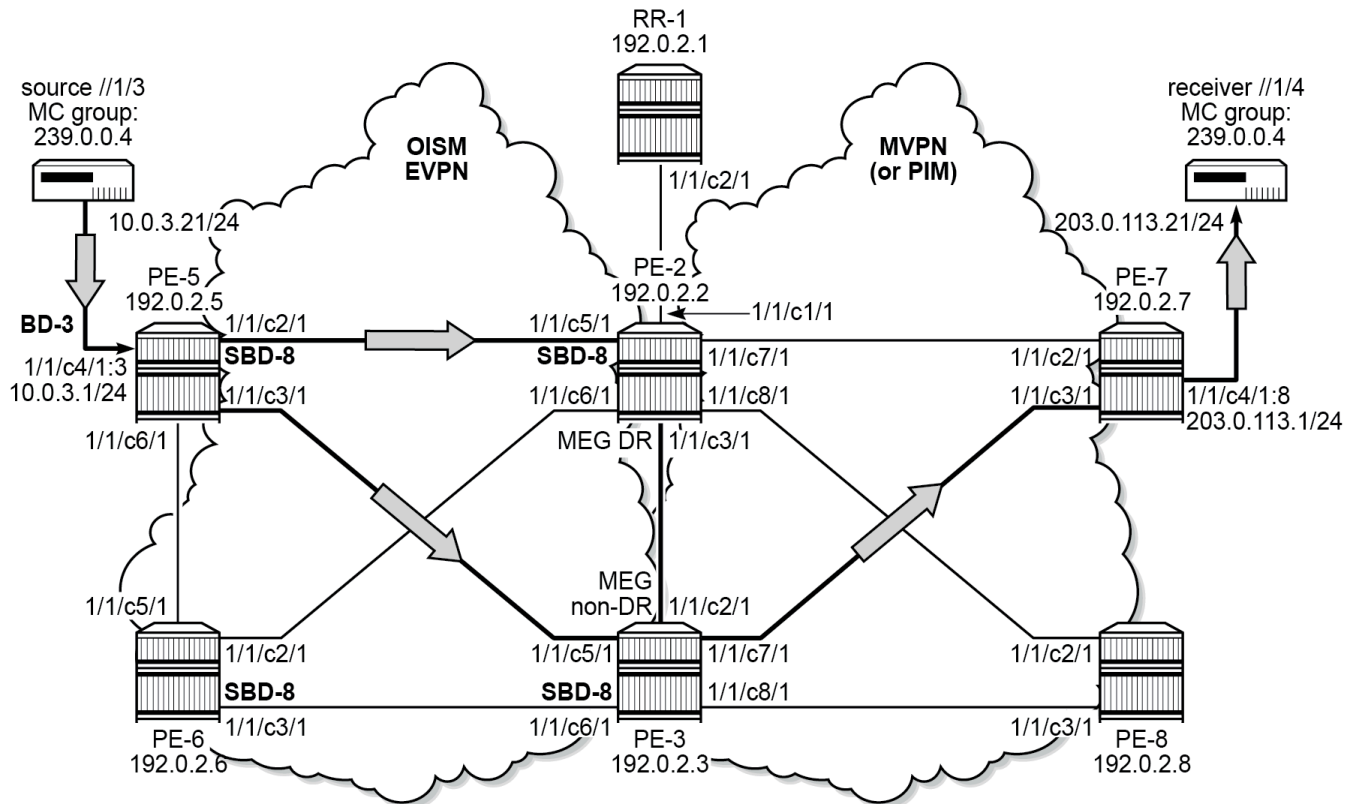 RR-1
192.0.2.1
source //1/3
MC group:
239.0.0.4
receiver //1/4
MC group:
239.0.0.4
OISM
EVPN
MVPN
(or PIM)
1/1/c2/1
10.0.3.21/24
203.0.113.21/24
PE-5
192.0.2.5
PE-2
192.0.2.2
PE-7
192.0.2.7
BD-3
1/1/c1/1
1/1/c2/1
1/1/c5/1
SBD-8
SBD-8
1/1/c7/1
1/1/c2/1
1/1/c4/1:3
10.0.3.1/24
1/1/c3/1
1/1/c6/1
1/1/c8/1
1/1/c3/1
1/1/c4/1:8
203.0.113.1/24
1/1/c6/1
MEG DR
1/1/c3/1
MEG
non-DR
1/1/c2/1
1/1/c5/1
1/1/c2/1
1/1/c5/1
1/1/c7/1
1/1/c2/1
SBD-8
SBD-8
1/1/c8/1
1/1/c3/1
1/1/c6/1
1/1/c3/1
PE-6
192.0.2.6
PE-3
192.0.2.3
PE-8
192.0.2.8